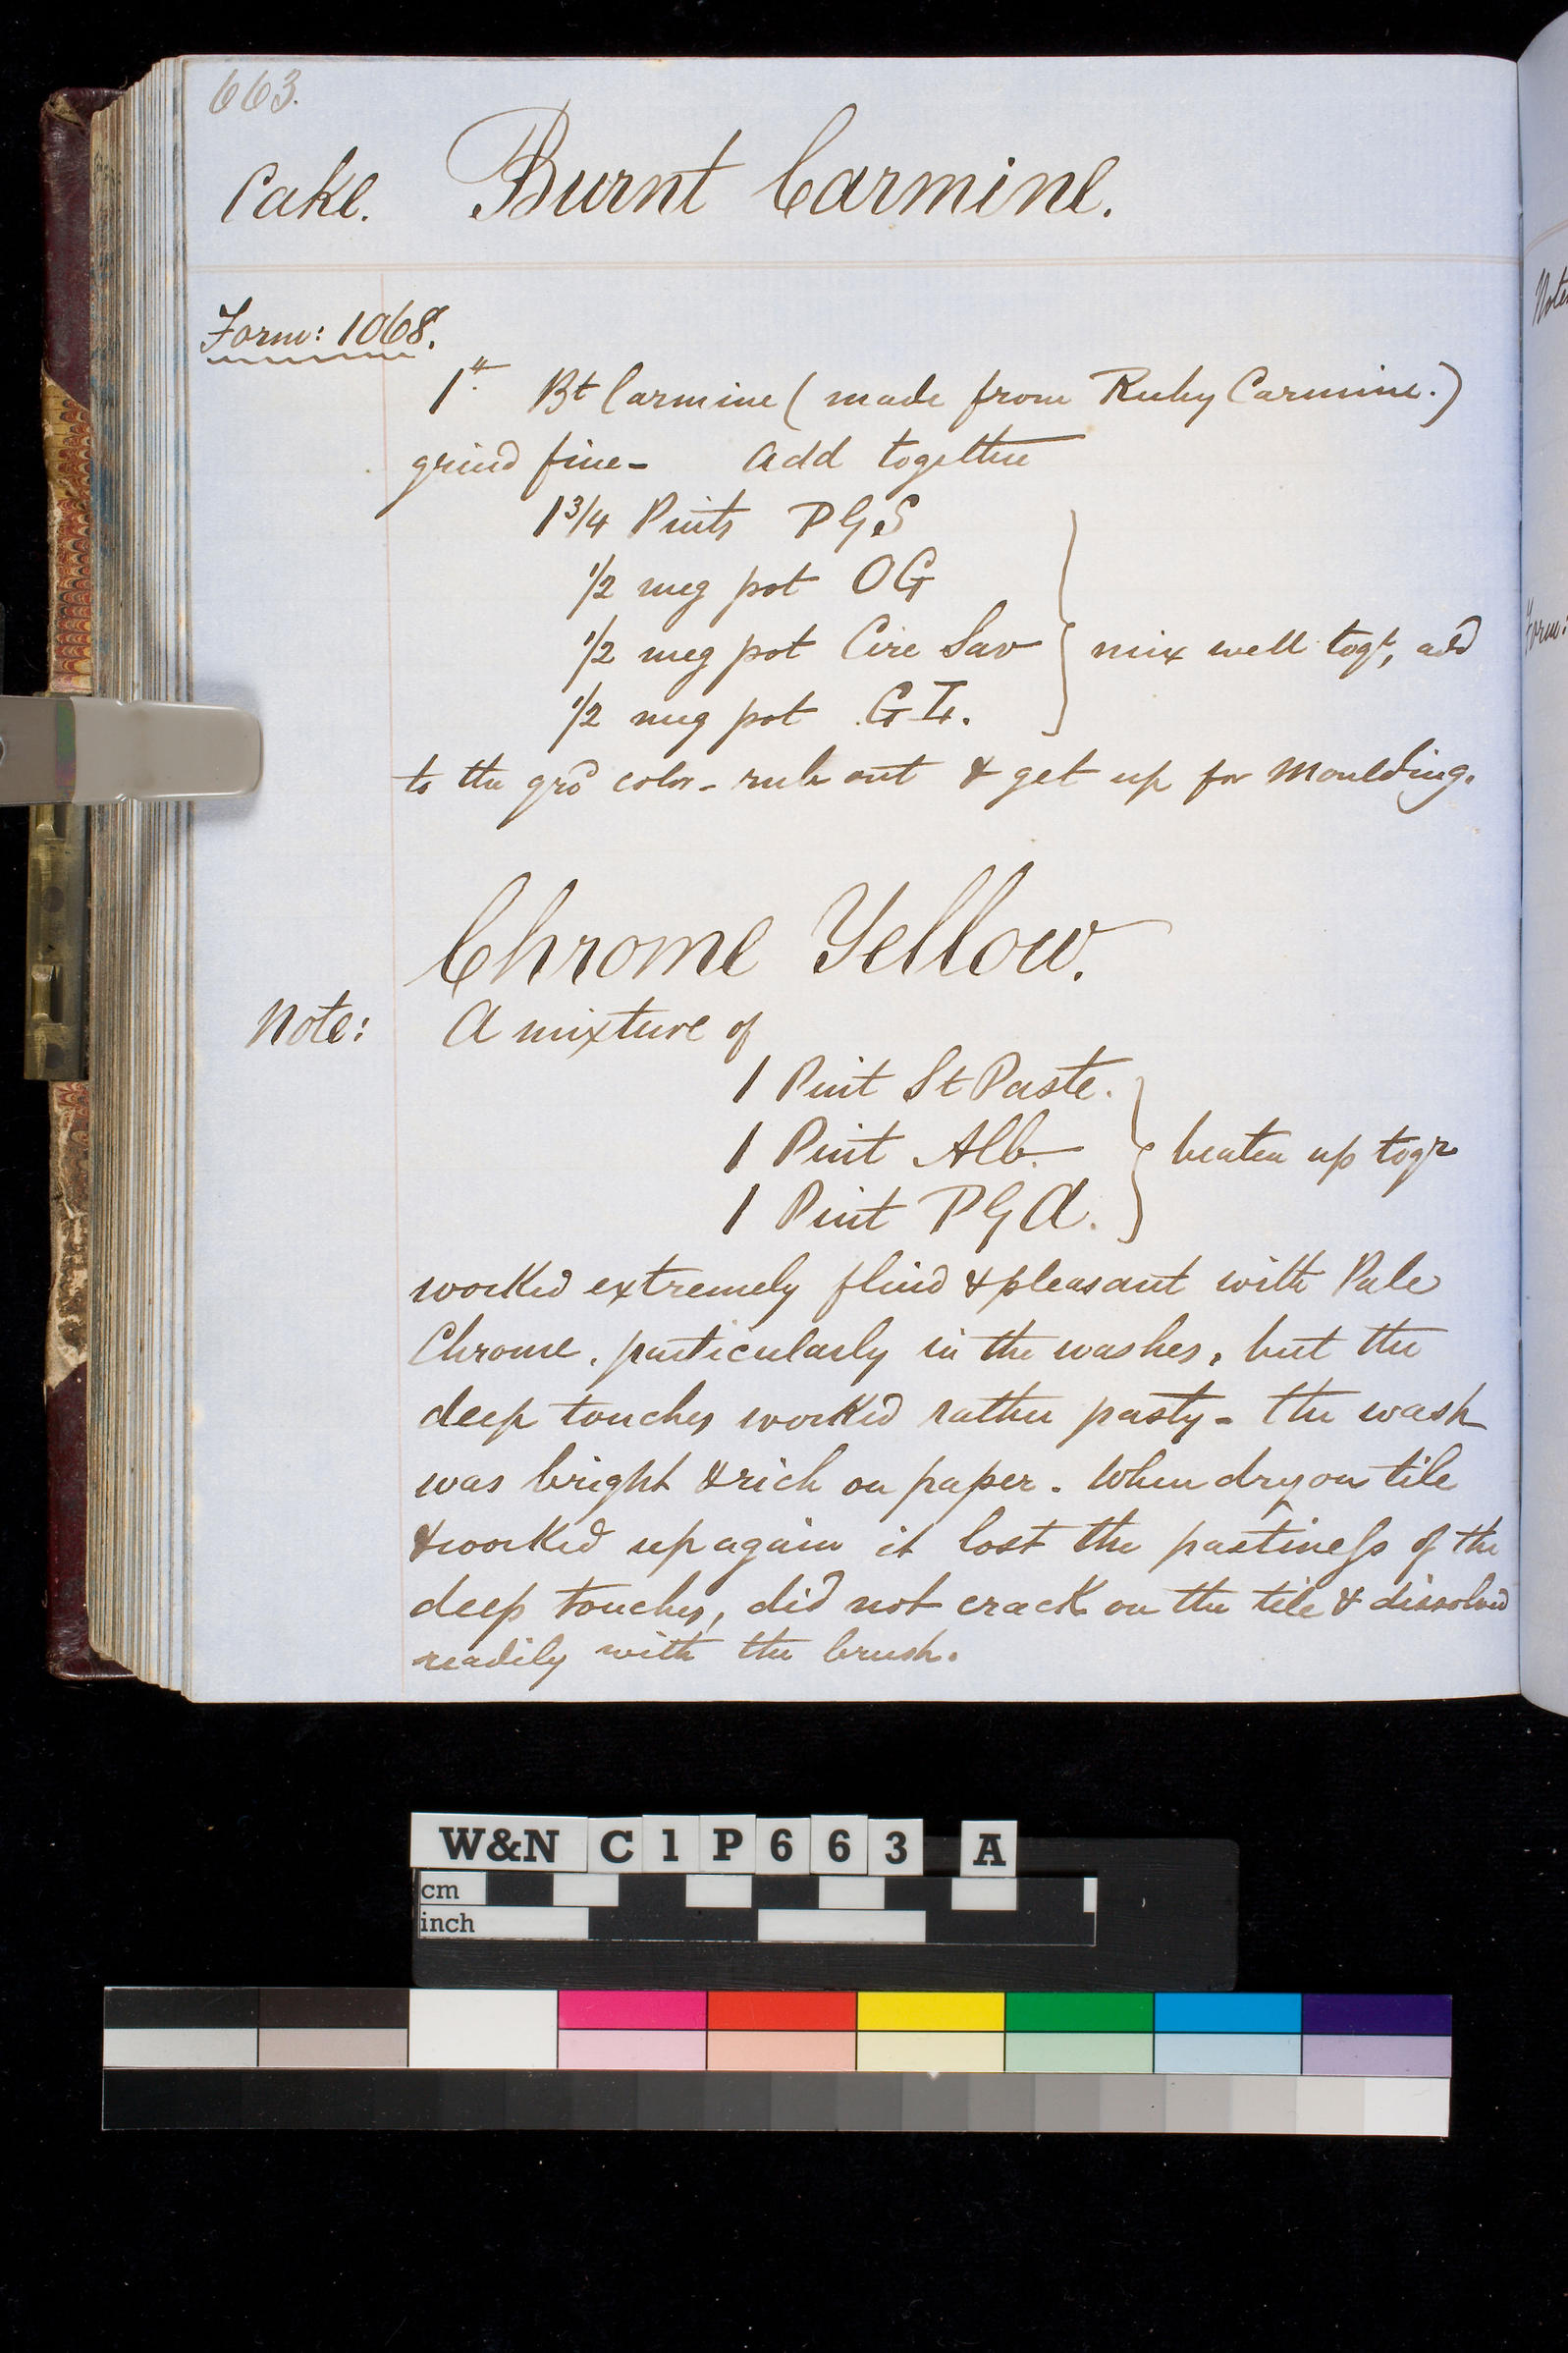 663.
Cake. Burnt Carmine.
Form: 1068.
1 # Bt Carmine ( made from Ruby Carmine.)
grind fine - add together
1 3/4 Pints P G S
1/2 meg pot O G
1/2 meg pot Cire Sav } mix well togr, add
1/2 meg pot G I.
to the grd color - rub out & get up for Moulding.
Chrome Yellow.
Note: A mixture of
1 Pint St Paste.
1 Pint Alb. } beaten up togr
1 Pint P G A.
worked extremely fluid & pleasant with Pale
Chrome. particularly in the washes, but the
deep touches worked rather pasty - the wash
was bright & rich on paper. When dry on tile
& worked up again it lost the pastiness of the
deep touches, did not crack on the tile & dissolved
readily with the brush.
Note
Form:
W&N C 1 P 6 6 3 A
cm
inch